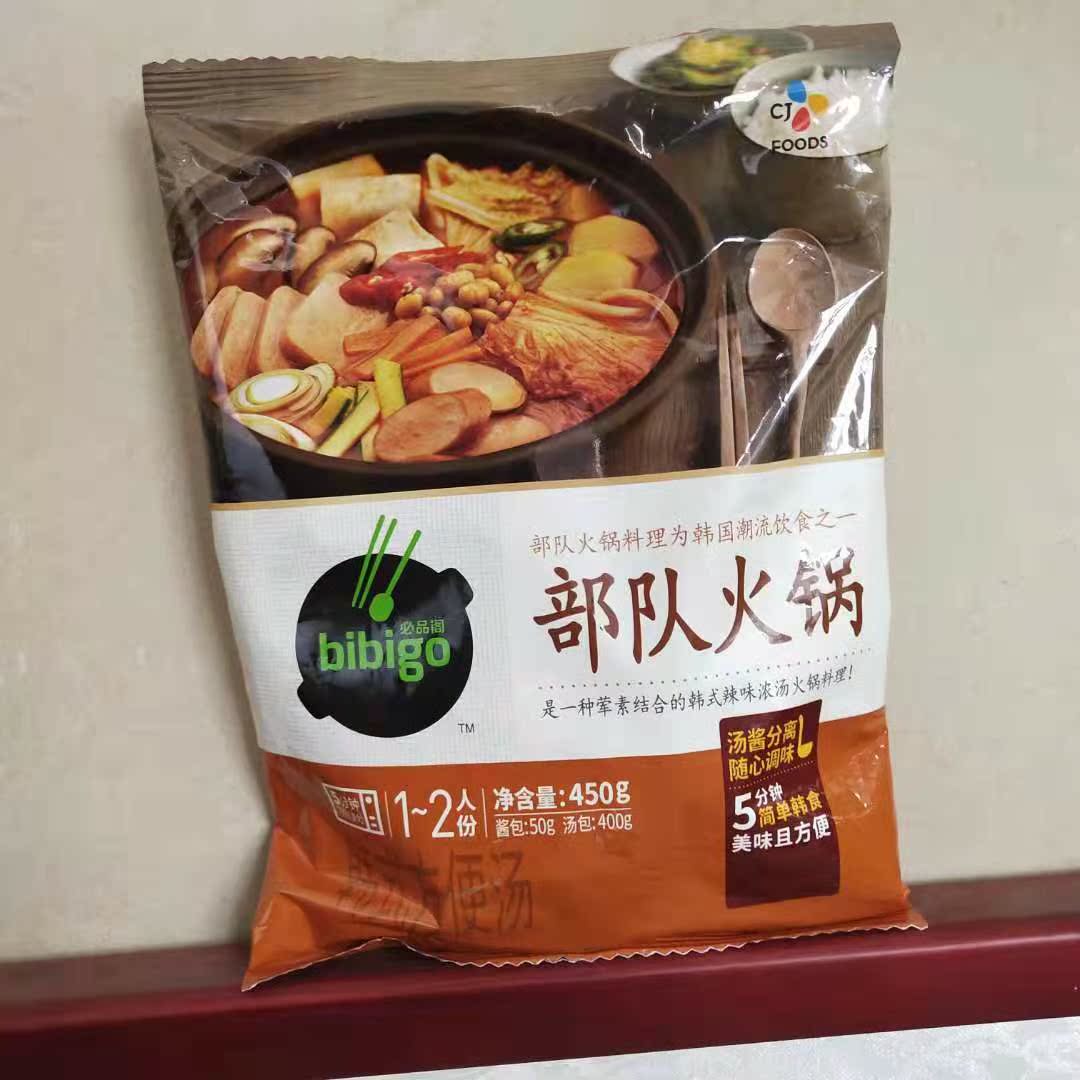 CJ
FOODS
部队火锅料理为韩国潮流饮食之一
部队火锅
必品阁
bibigo
TM
是一种荤素结合的韩式辣味浓汤火锅料理!
汤酱分离
随心调味
5分钟
简单韩食
美味且方便
1~2人份
净含量:450g
酱包:50g 汤包:400g
方便汤